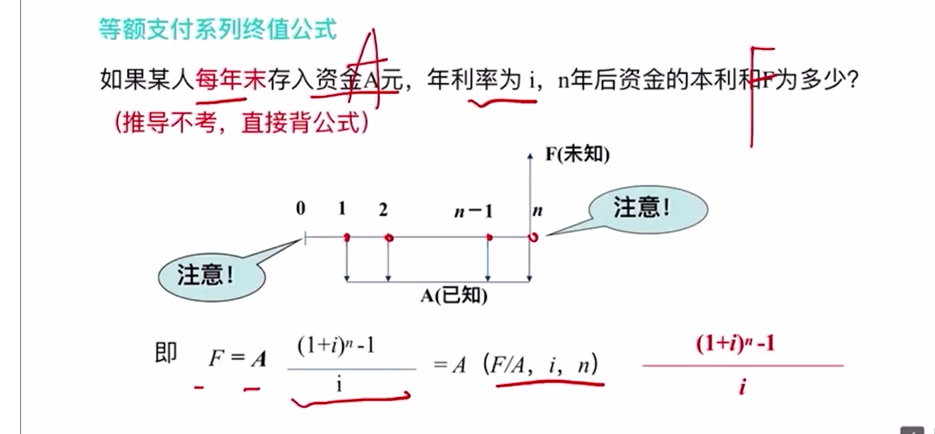 等额支付系列终值公式
如果某人每年末存入资金A元，年利率为 i，n年后资金的本利和F为多少？
A
F
（推导不考，直接背公式）
F(未知)
0 1 2 n－1 n
注意！
注意！
A(已知)
即 F = A (1+i)ⁿ -1 / i = A（F/A，i，n） (1+i)ⁿ -1 / i